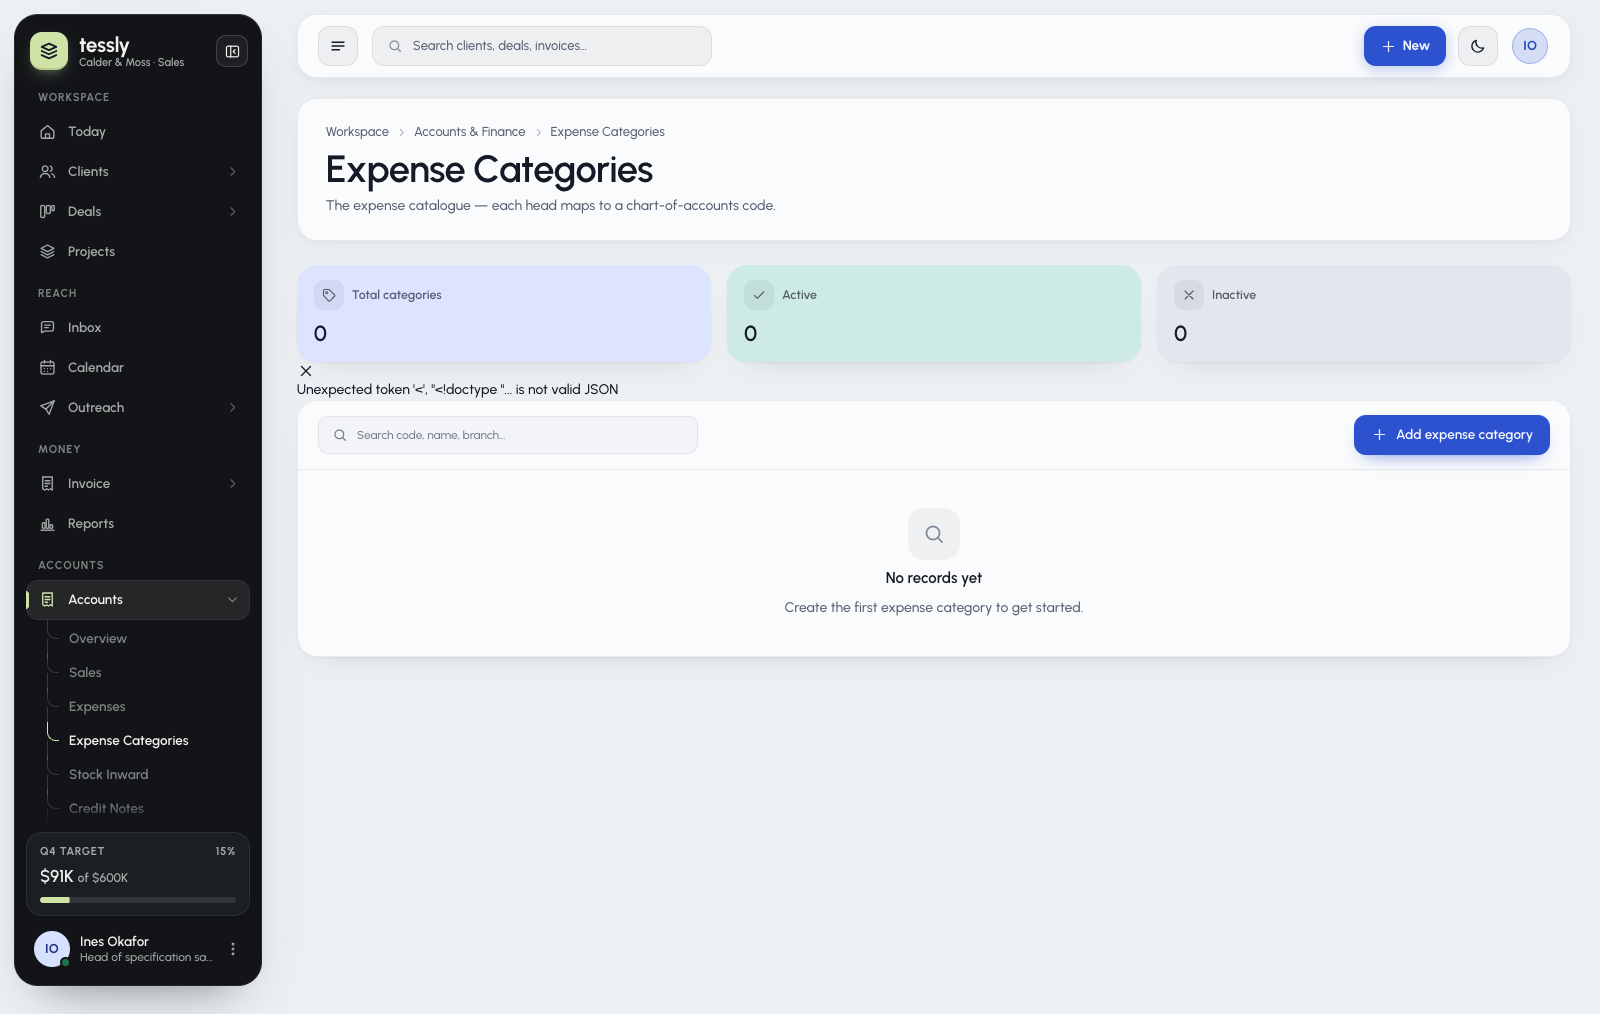 tessly
Calder & Moss · Sales
WORKSPACE
Today
Clients
Deals
Projects
REACH
Inbox
Calendar
Outreach
MONEY
Invoice
Reports
ACCOUNTS
Accounts
Overview
Sales
Expenses
Expense Categories
Stock Inward
Credit Notes
Q4 TARGET 15%
$91K of $600K
IO
Ines Okafor
Head of specification sa...
Search clients, deals, invoices...
New
IO
Workspace > Accounts & Finance > Expense Categories
Expense Categories
The expense catalogue — each head maps to a chart-of-accounts code.
Total categories
0
Active
0
Inactive
0
Unexpected token '<', "<!doctype "... is not valid JSON
Search code, name, branch...
Add expense category
No records yet
Create the first expense category to get started.